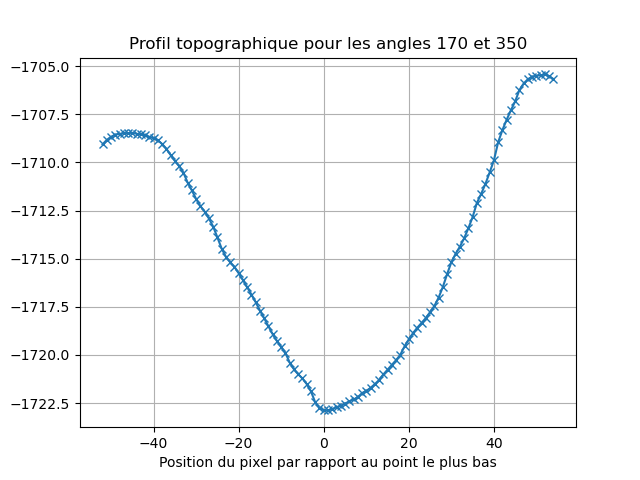 Profil topographique pour les angles 170 et 350
−1705.0
−1707.5
−1710.0
−1712.5
−1715.0
−1717.5
−1720.0
−1722.5
−40 −20 0 20 40
Position du pixel par rapport au point le plus bas